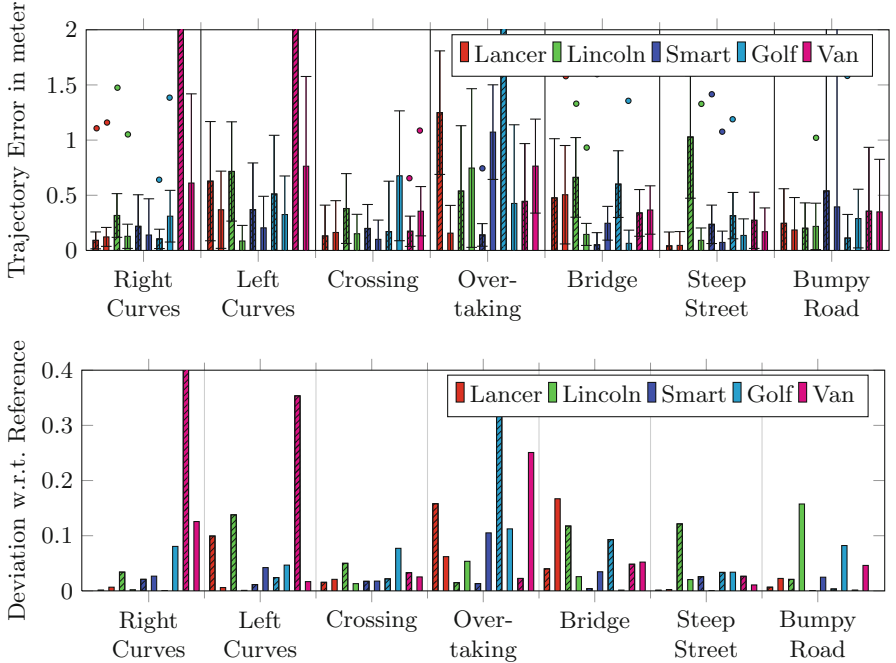 Trajectory Error in meter
2
1.5
1
0.5
0
Lancer Lincoln Smart Golf Van
Right Curves
Left Curves
Crossing
Over-
taking
Bridge
Steep Street
Bumpy Road
Deviation w.r.t. Reference
0.4
0.3
0.2
0.1
0
Lancer Lincoln Smart Golf Van
Right Curves
Left Curves
Crossing
Over-
taking
Bridge
Steep Street
Bumpy Road